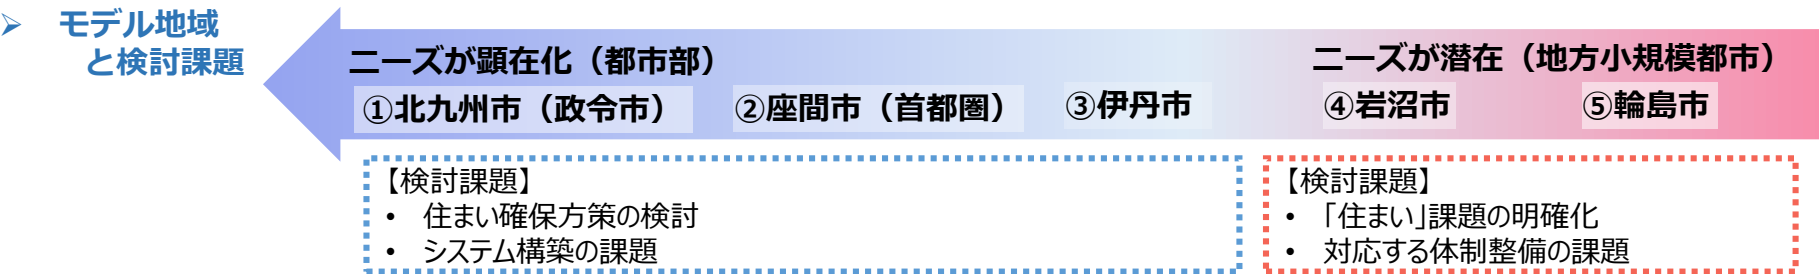 ➢ モデル地域
と検討課題
ニーズが顕在化（都市部） ニーズが潜在（地方小規模都市）
①北九州市（政令市） ②座間市（首都圏） ③伊丹市 ④岩沼市 ⑤輪島市
【検討課題】
• 住まい確保方策の検討
• システム構築の課題
【検討課題】
• 「住まい」課題の明確化
• 対応する体制整備の課題